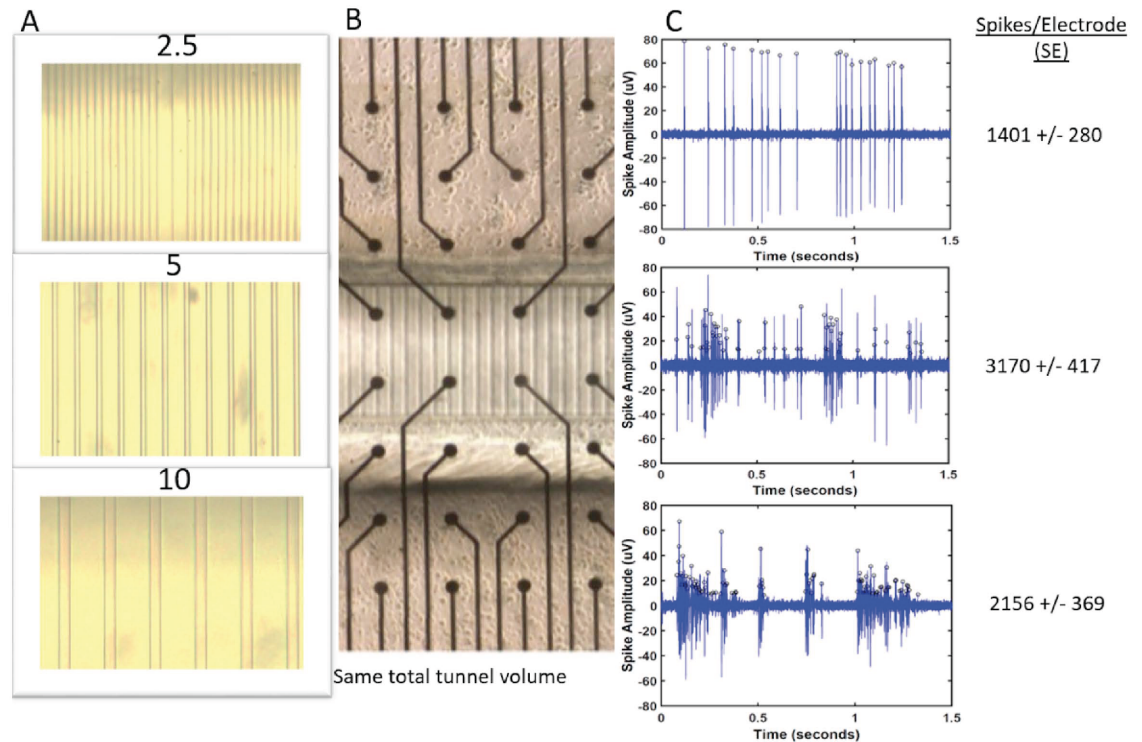 A
2.5
5
10
B
Same total tunnel volume
C
Spikes/Electrode
(SE)
Spike Amplitude (uV)
80
60
40
20
0
-20
-40
-60
80
0
0.5
1
1.5
Time (seconds)
1401 +/- 280
Spike Amplitude (uV)
80
60
40
20
0
-20
-40
-60
-80
0
0.5
1
1.5
Time (seconds)
3170 +/- 417
Spike Amplitude (uV)
80
60
40
20
0
-20
-40
-60
-80
0
0.5
1
1.5
Time (seconds)
2156 +/- 369